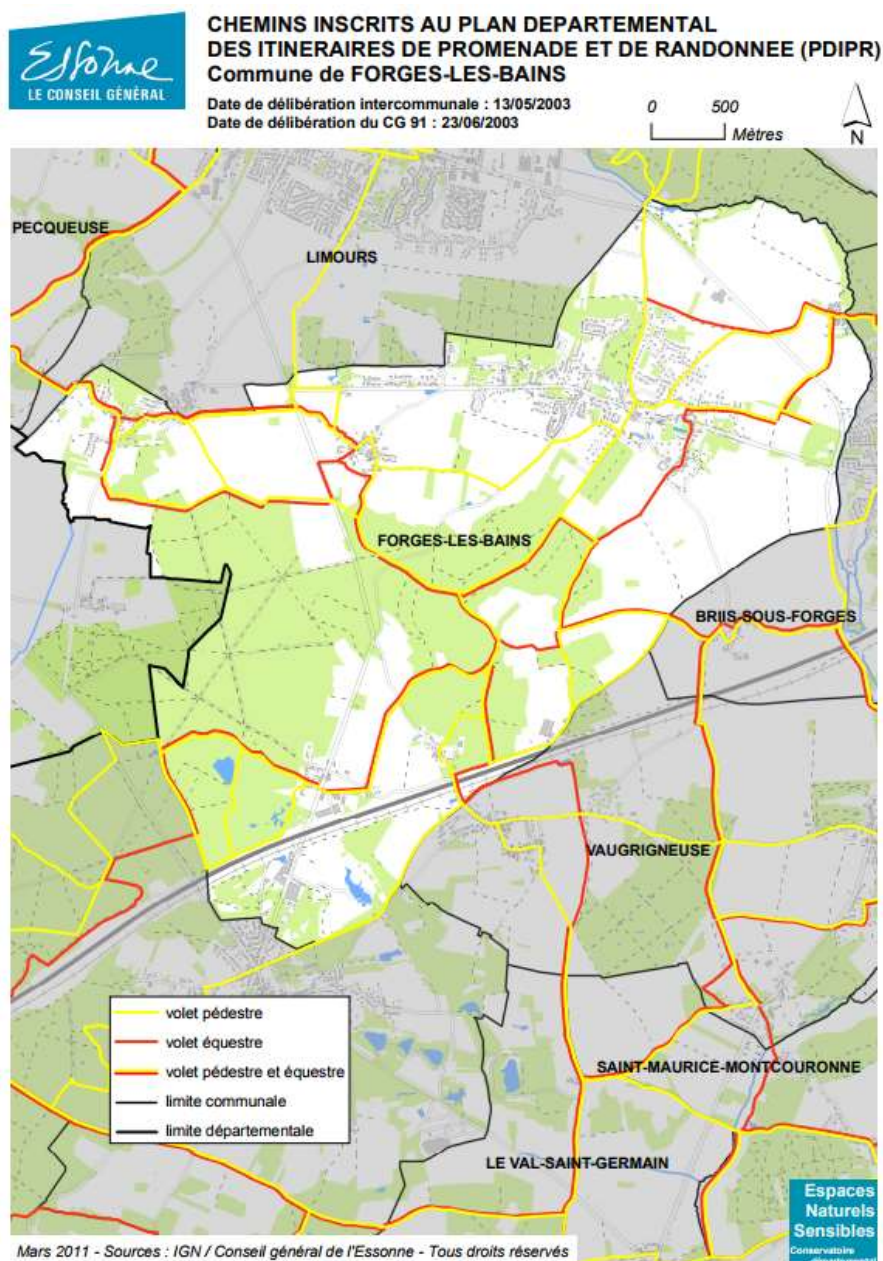 Essonne
LE CONSEIL GÉNÉRAL
CHEMINS INSCRITS AU PLAN DEPARTEMENTAL
DES ITINERAIRES DE PROMENADE ET DE RANDONNEE (PDIPR)
Commune de FORGES-LES-BAINS
Date de délibération intercommunale : 13/05/2003
Date de délibération du CG 91 : 23/06/2003
0 500
Mètres
N
PECQUEUSE
LIMOURS
FORGES-LES-BAINS
BRIIS-SOUS-FORGES
VAUGRIGNEUSE
volet pédestre
volet équestre
volet pédestre et équestre
limite communale
limite départementale
SAINT-MAURICE-MONTCOURONNE
LE VAL-SAINT-GERMAIN
Espaces
Naturels
Sensibles
Conservatoire
départemental
Mars 2011 - Sources : IGN / Conseil général de l'Essonne - Tous droits réservés